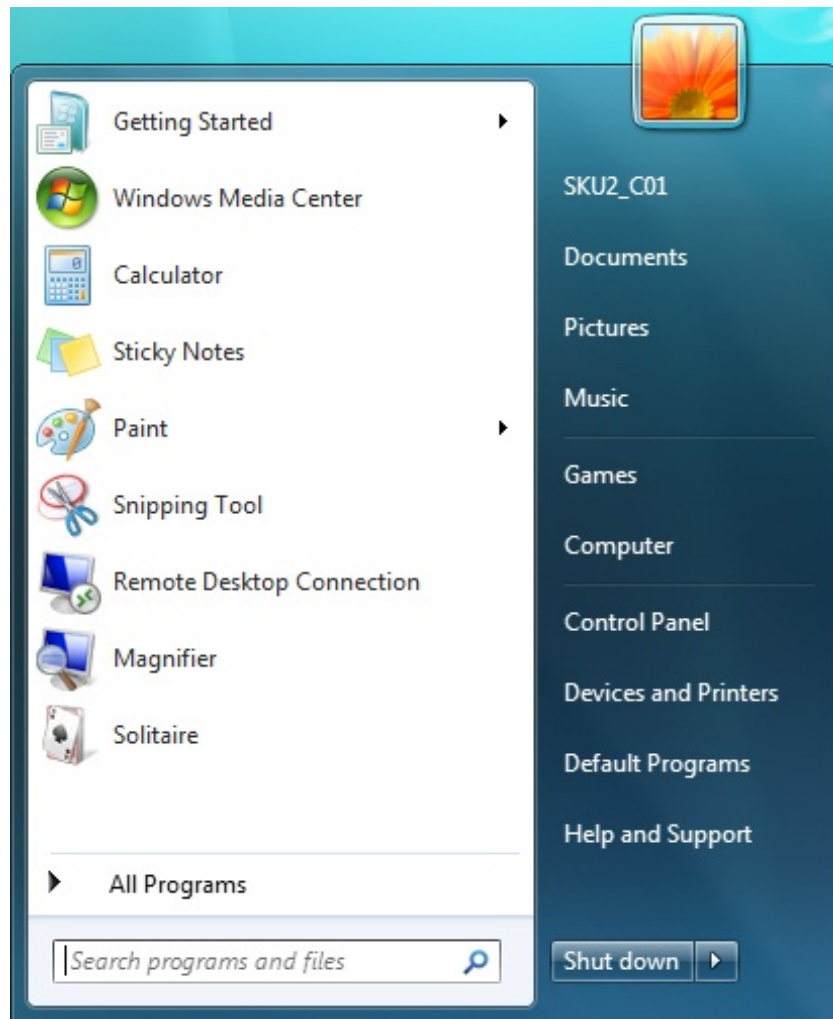 Getting Started
Windows Media Center
Calculator
Sticky Notes
Paint
Snipping Tool
Remote Desktop Connection
Magnifier
Solitaire
All Programs
Search programs and files
SKU2_C01
Documents
Pictures
Music
Games
Computer
Control Panel
Devices and Printers
Default Programs
Help and Support
Shut down